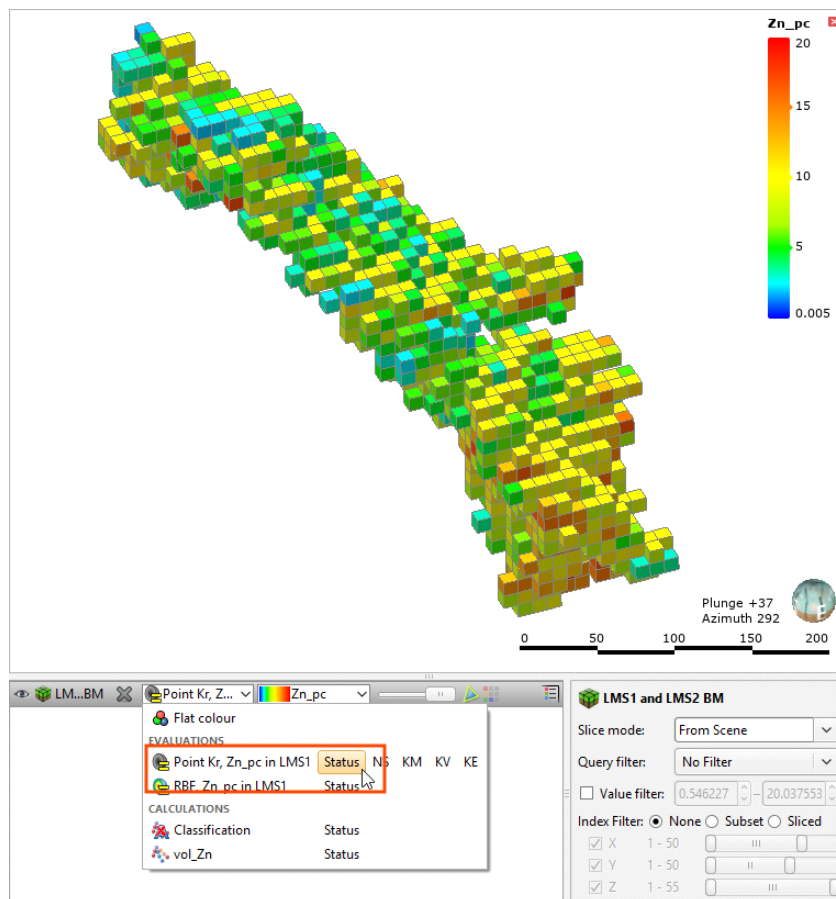 Zn_pc
20
15
10
5
0.005
Plunge +37
Azimuth 292
0 50 100 150 200
LM...BM Point Kr, Z... Zn_pc
Flat colour
EVALUATIONS
Point Kr, Zn_pc in LMS1 Status NS KM KV KE
RBF, Zn_pc in LMS1 Status
CALCULATIONS
Classification Status
vol_Zn Status
LMS1 and LMS2 BM
Slice mode: From Scene
Query filter: No Filter
Value filter: 0.546227 – 20.037553
Index Filter: None Subset Sliced
X 1 - 50
Y 1 - 50
Z 1 - 55